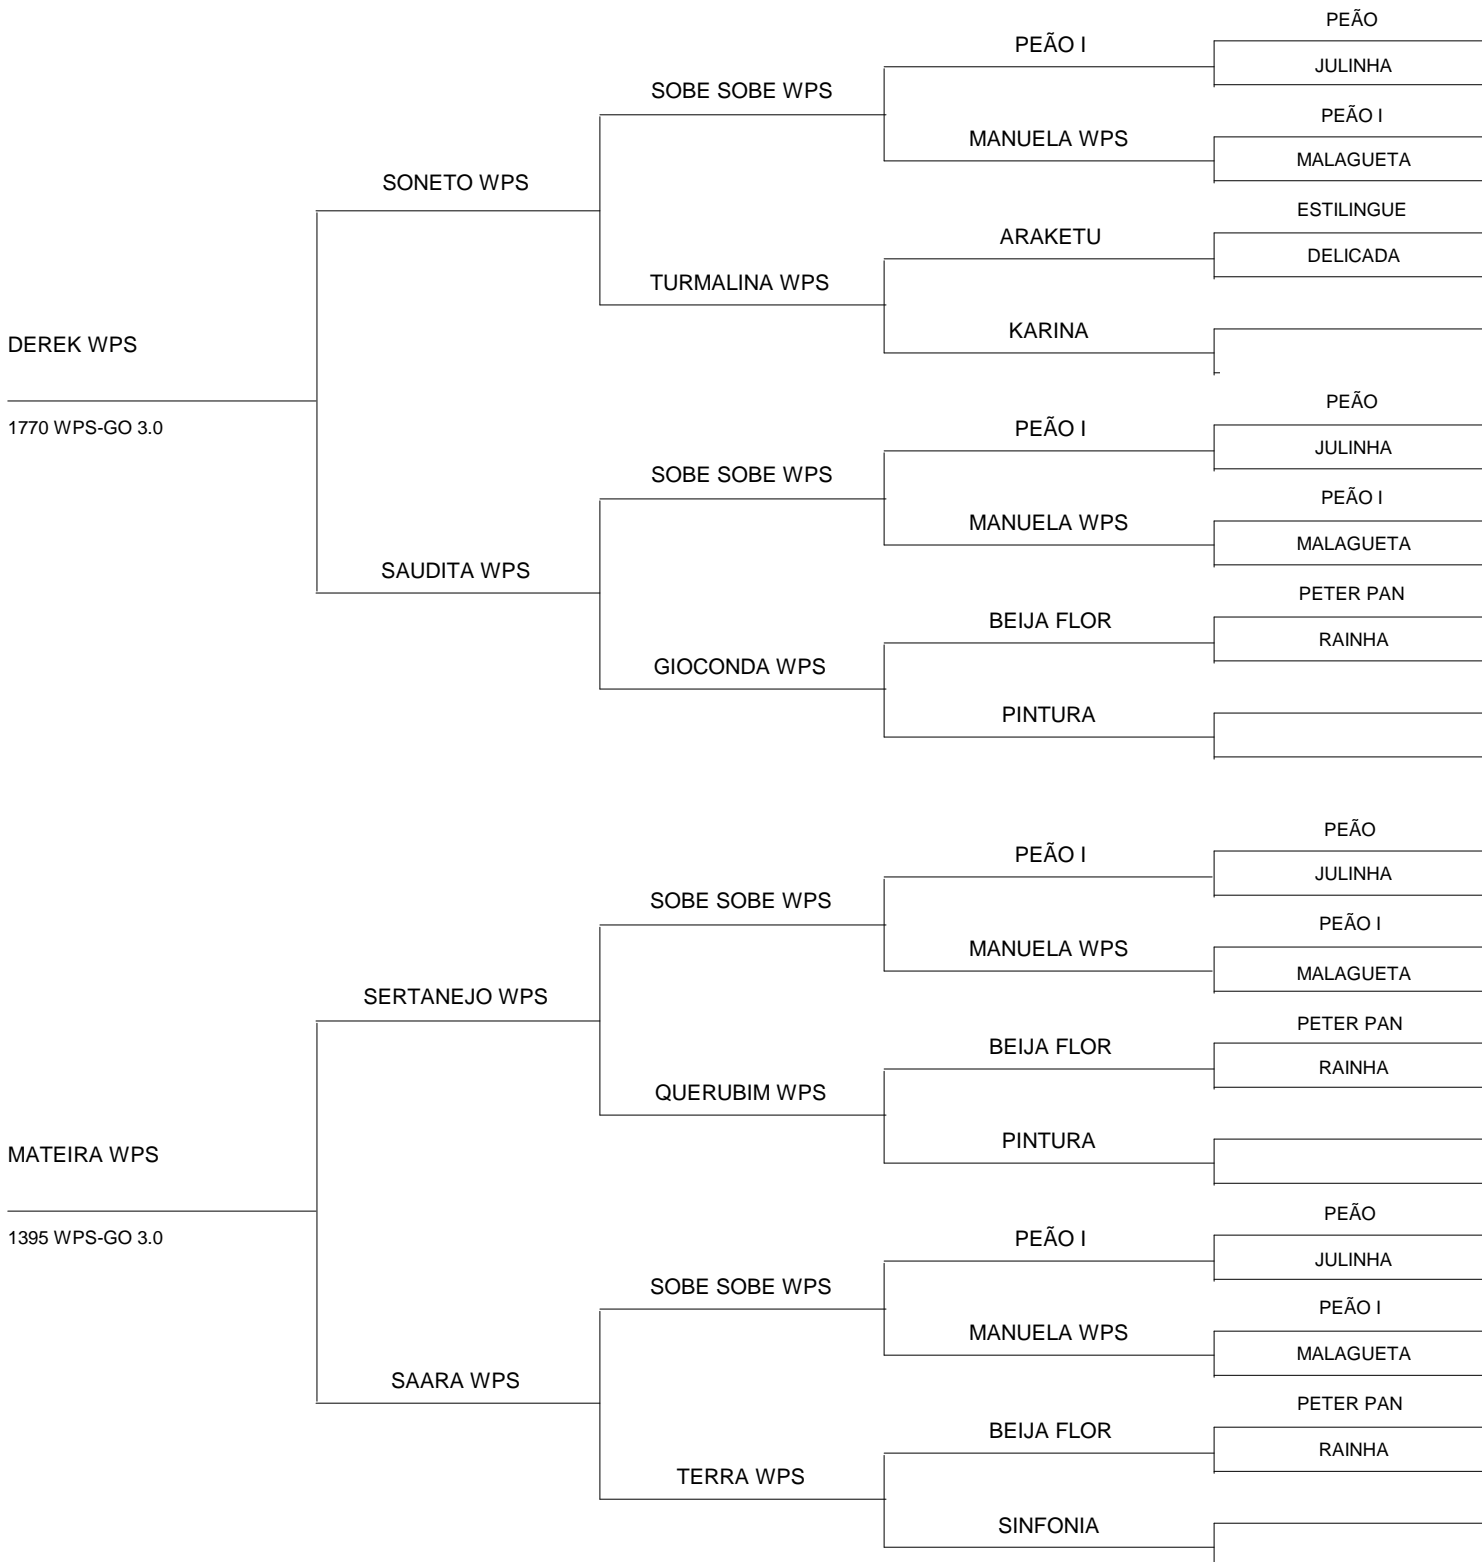 PEÃO
PEÃO I
JULINHA
SOBE SOBE WPS
PEÃO I
MANUELA WPS
MALAGUETA
SONETO WPS
ESTILINGUE
ARAKETU
DELICADA
TURMALINA WPS
KARINA
DEREK WPS
1770 WPS-GO 3.0
PEÃO
PEÃO I
JULINHA
SOBE SOBE WPS
PEÃO I
MANUELA WPS
MALAGUETA
SAUDITA WPS
PETER PAN
BEIJA FLOR
RAINHA
GIOCONDA WPS
PINTURA
PEÃO
PEÃO I
JULINHA
SOBE SOBE WPS
PEÃO I
MANUELA WPS
MALAGUETA
SERTANEJO WPS
PETER PAN
BEIJA FLOR
RAINHA
QUERUBIM WPS
PINTURA
MATEIRA WPS
1395 WPS-GO 3.0
PEÃO
PEÃO I
JULINHA
SOBE SOBE WPS
PEÃO I
MANUELA WPS
MALAGUETA
SAARA WPS
PETER PAN
BEIJA FLOR
RAINHA
TERRA WPS
SINFONIA